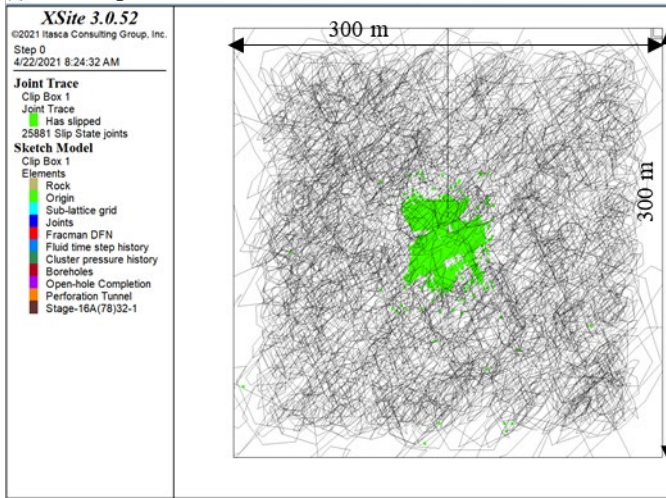 XSite 3.0.52
©2021 Itasca Consulting Group, Inc.
Step 0
4/22/2021 8:24:32 AM
Joint Trace
Clip Box 1
Joint Trace
Has slipped
25881 Slip State joints
Sketch Model
Clip Box 1
Elements
Rock
Origin
Sub-lattice grid
Joints
Fracman DFN
Fluid time step history
Cluster pressure history
Boreholes
Open-hole Completion
Perforation Tunnel
Stage-16A(78)32-1
300 m
300 m